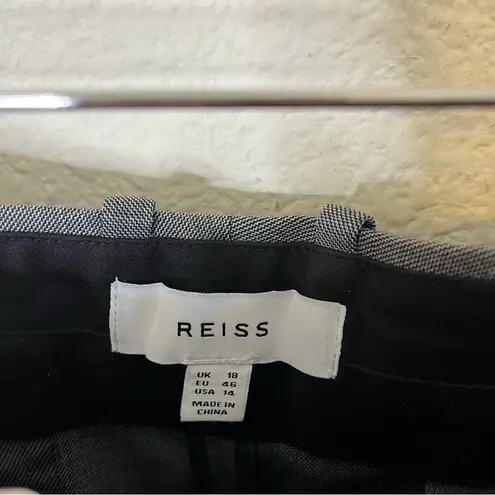 REISS
UK 18
EU 46
USA 14
MADE IN
CHINA